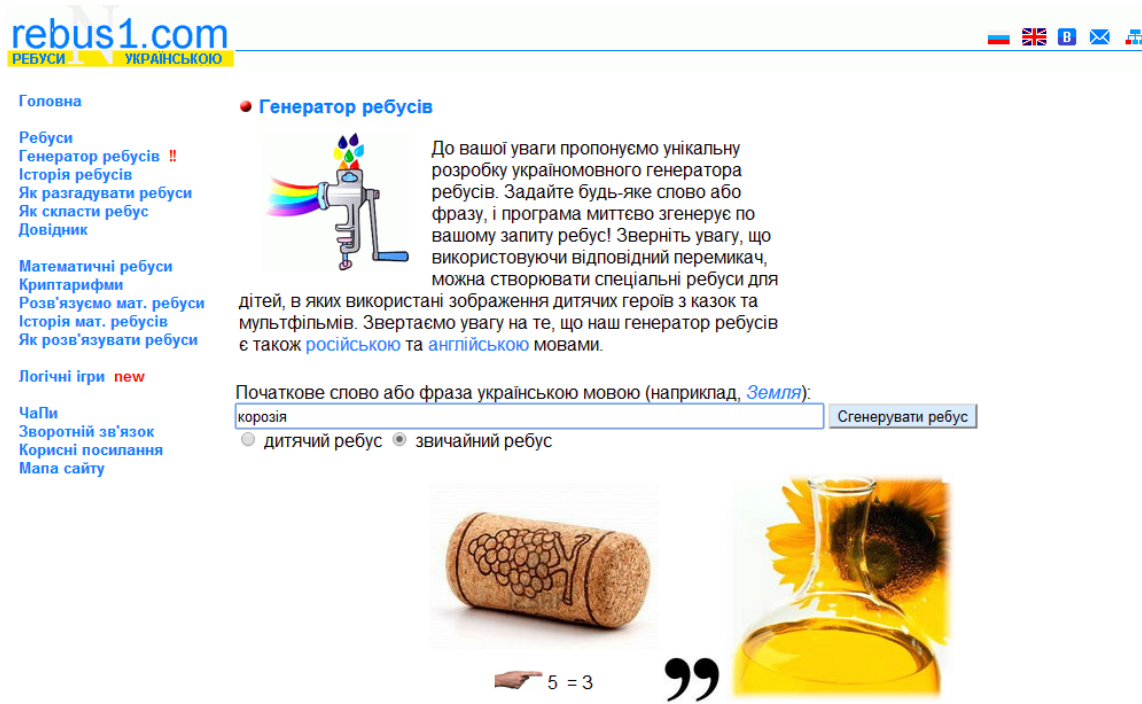 rebus1.com
РЕБУСИ N УКРАЇНСЬКОЮ
B
Головна
Ребуси
Генератор ребусів !!
Історія ребусів
Як разгадувати ребуси
Як скласти ребус
Довідник
Математичні ребуси
Криптарифми
Розв'язуємо мат. ребуси
Історія мат. ребусів
Як розв'язувати ребуси
Логічні ігри new
ЧаПи
Зворотній зв'язок
Корисні посилання
Мапа сайту
Генератор ребусів
До вашої уваги пропонуємо унікальну
розробку україномовного генератора
ребусів. Задайте будь-яке слово або
фразу, і програма миттєво згенерує по
вашому запиту ребус! Зверніть увагу, що
використовуючи відповідний перемикач,
можна створювати спеціальні ребуси для
дітей, в яких використані зображення дитячих героїв з казок та
мультфільмів. Звертаємо увагу на те, що наш генератор ребусів
є також російською та англійською мовами.
Початкове слово або фраза українською мовою (наприклад, Земля):
корозія Сгенерувати ребус
дитячий ребус звичайний ребус
5 = 3 ,,